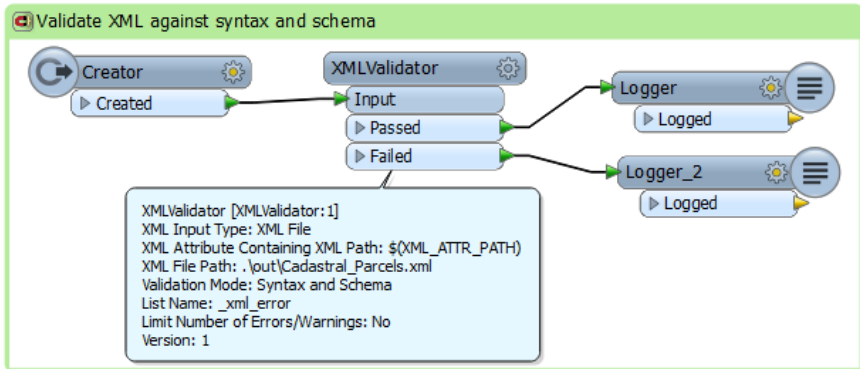 Validate XML against syntax and schema
Creator
Created
XMLValidator
Input
Passed
Failed
Logger
Logged
Logger_2
Logged
XMLValidator [XMLValidator:1]
XML Input Type: XML File
XML Attribute Containing XML Path: $(XML_ATTR_PATH)
XML File Path: .\out\Cadastral_Parcels.xml
Validation Mode: Syntax and Schema
List Name: _xml_error
Limit Number of Errors/Warnings: No
Version: 1